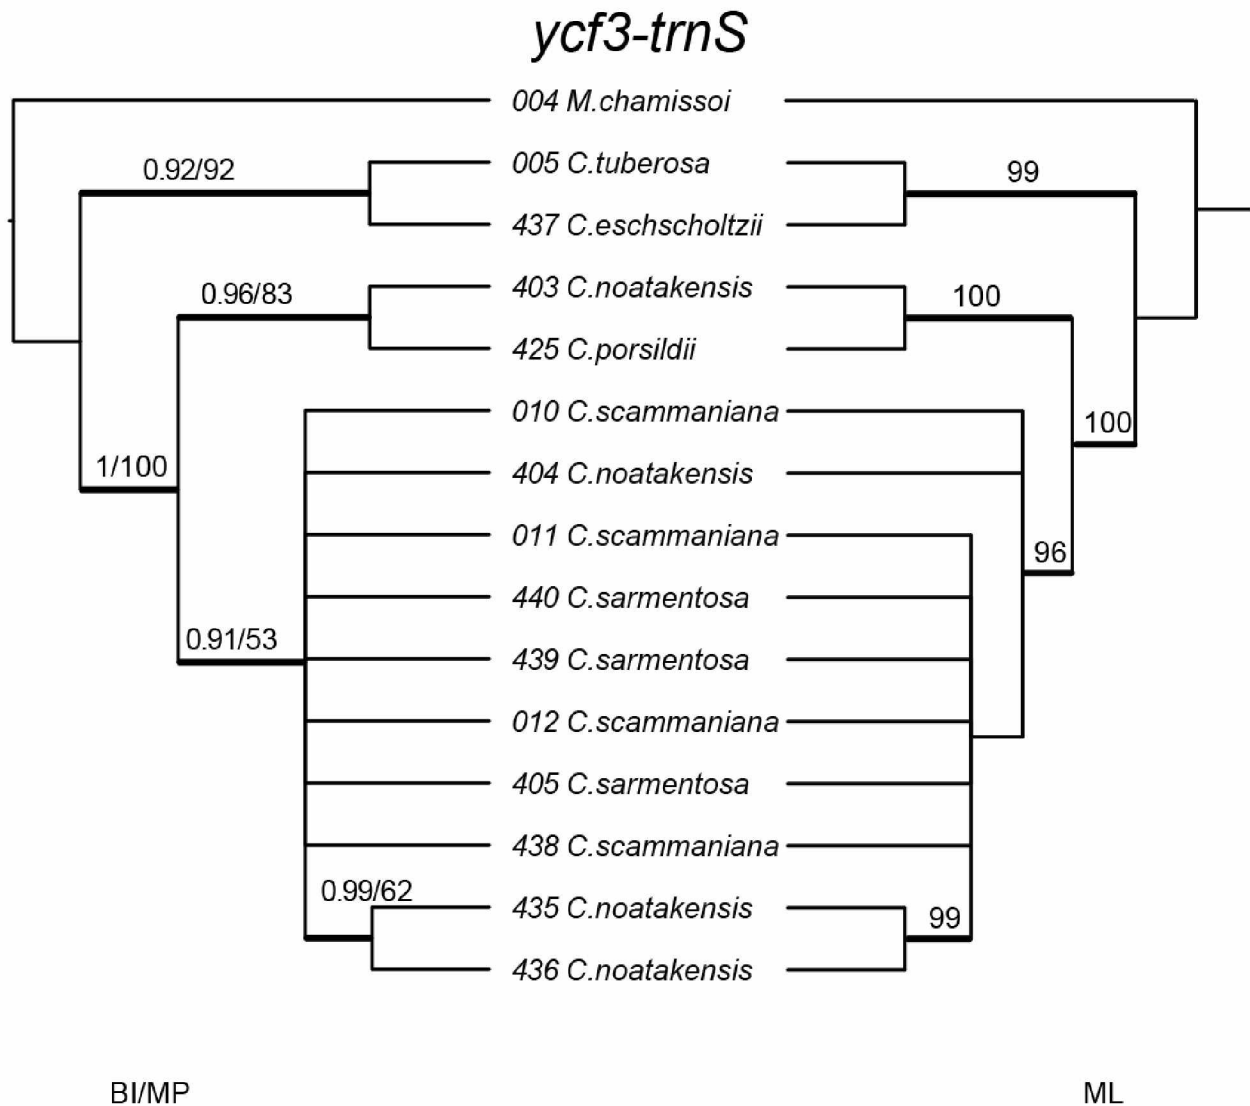 ycf3-trnS
004 M.chamissoi
0.92/92
005 C.tuberosa
99
437 C.eschscholtzii
0.96/83
403 C.noatakensis
100
425 C.porsildii
010 C.scammaniana
100
1/100
404 C.noatakensis
011 C.scammaniana
96
440 C.sarmentosa
0.91/53
439 C.sarmentosa
012 C.scammaniana
405 C.sarmentosa
438 C.scammaniana
0.99/62
435 C.noatakensis
99
436 C.noatakensis
BI/MP
ML